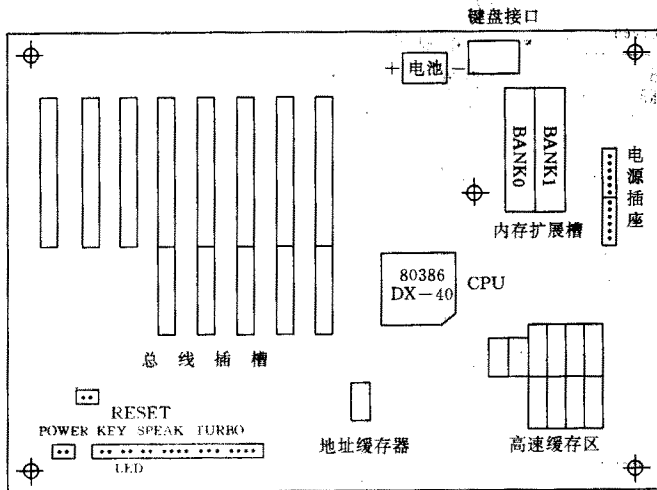 键盘接口
+ 电池 -
BANK0
BANK1
电源插座
内存扩展槽
80386
DX-40
CPU
总线插槽
RESET
POWER KEY SPEAK TURBO
LED
地址缓存器
高速缓存区